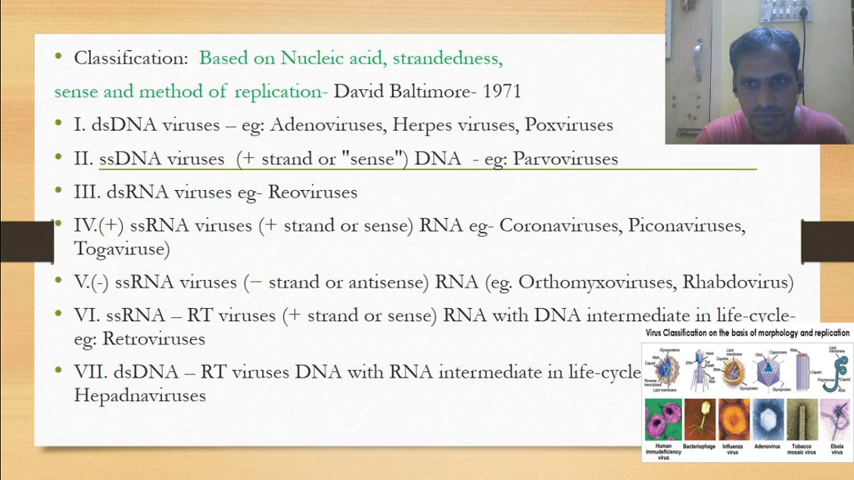 Classification: Based on Nucleic acid, strandedness,
sense and method of replication- David Baltimore- 1971
I. dsDNA viruses – eg: Adenoviruses, Herpes viruses, Poxviruses
II. ssDNA viruses (+ strand or "sense") DNA - eg: Parvoviruses
III. dsRNA viruses eg- Reoviruses
IV.(+) ssRNA viruses (+ strand or sense) RNA eg- Coronaviruses, Piconaviruses,
Togaviruse)
V.(-) ssRNA viruses (− strand or antisense) RNA (eg. Orthomyxoviruses, Rhabdovirus)
VI. ssRNA – RT viruses (+ strand or sense) RNA with DNA intermediate in life-cycle-
eg: Retroviruses
VII. dsDNA – RT viruses DNA with RNA intermediate in life-cycle
Hepadnaviruses
Virus Classification on the basis of morphology and replication
Human immudeficiency virus
Bacteriophage
Influenza virus
Adenovirus
Tobacco mosaic virus
Ebola virus